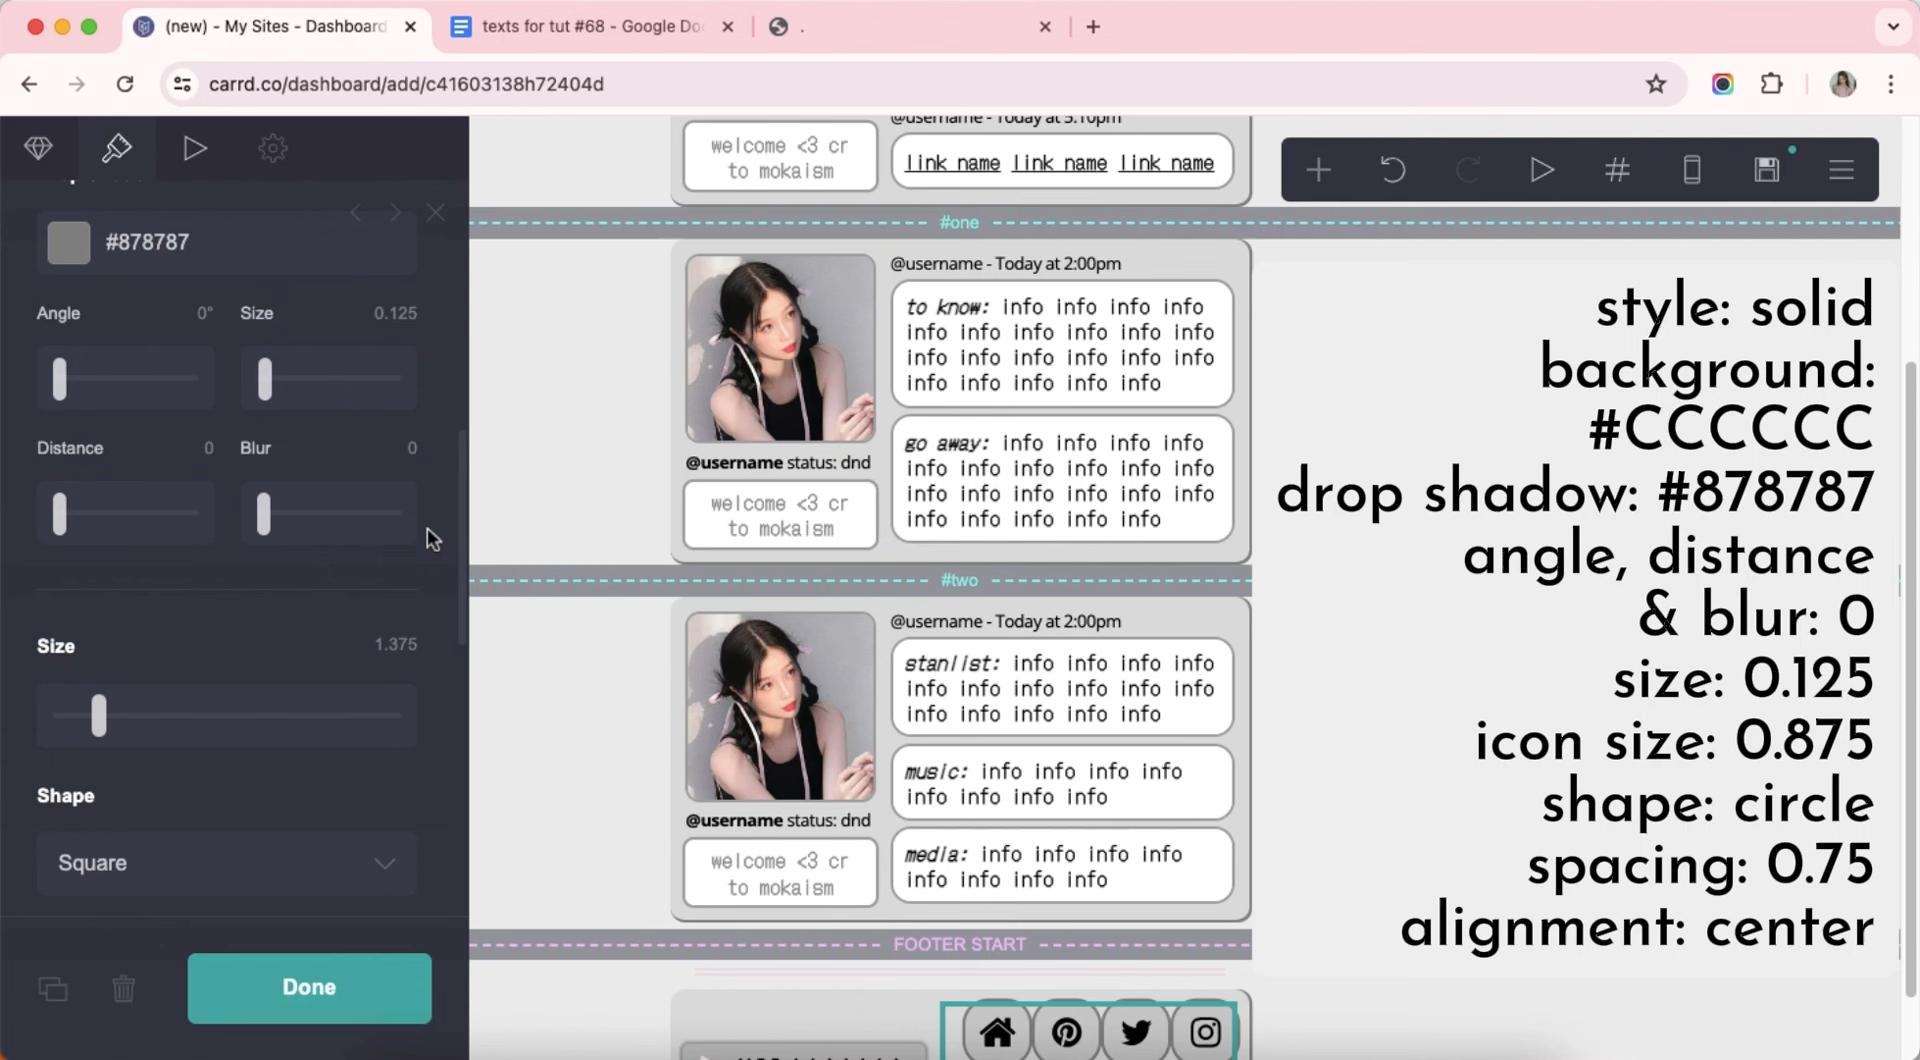 (new) - My Sites - Dashboard
texts for tut #68 - Google Do
.
carrd.co/dashboard/add/c41603138h72404d
#878787
Angle 0° Size 0.125
Distance 0 Blur 0
Size 1.375
Shape
Square
Done
@username - Today at 5:10pm
welcome <3 cr
to mokaism
link name link name link name
#one
@username - Today at 2:00pm
to know: info info info info
info info info info info info
info info info info info info
info info info info info
go away: info info info info
info info info info info info
info info info info info info
info info info info info
@username status: dnd
welcome <3 cr
to mokaism
#two
@username - Today at 2:00pm
stanlist: info info info info
info info info info info info
info info info info info
music: info info info info
info info info info
media: info info info info
info info info info
@username status: dnd
welcome <3 cr
to mokaism
FOOTER START
style: solid
background:
#CCCCCC
drop shadow: #878787
angle, distance
& blur: 0
size: 0.125
icon size: 0.875
shape: circle
spacing: 0.75
alignment: center